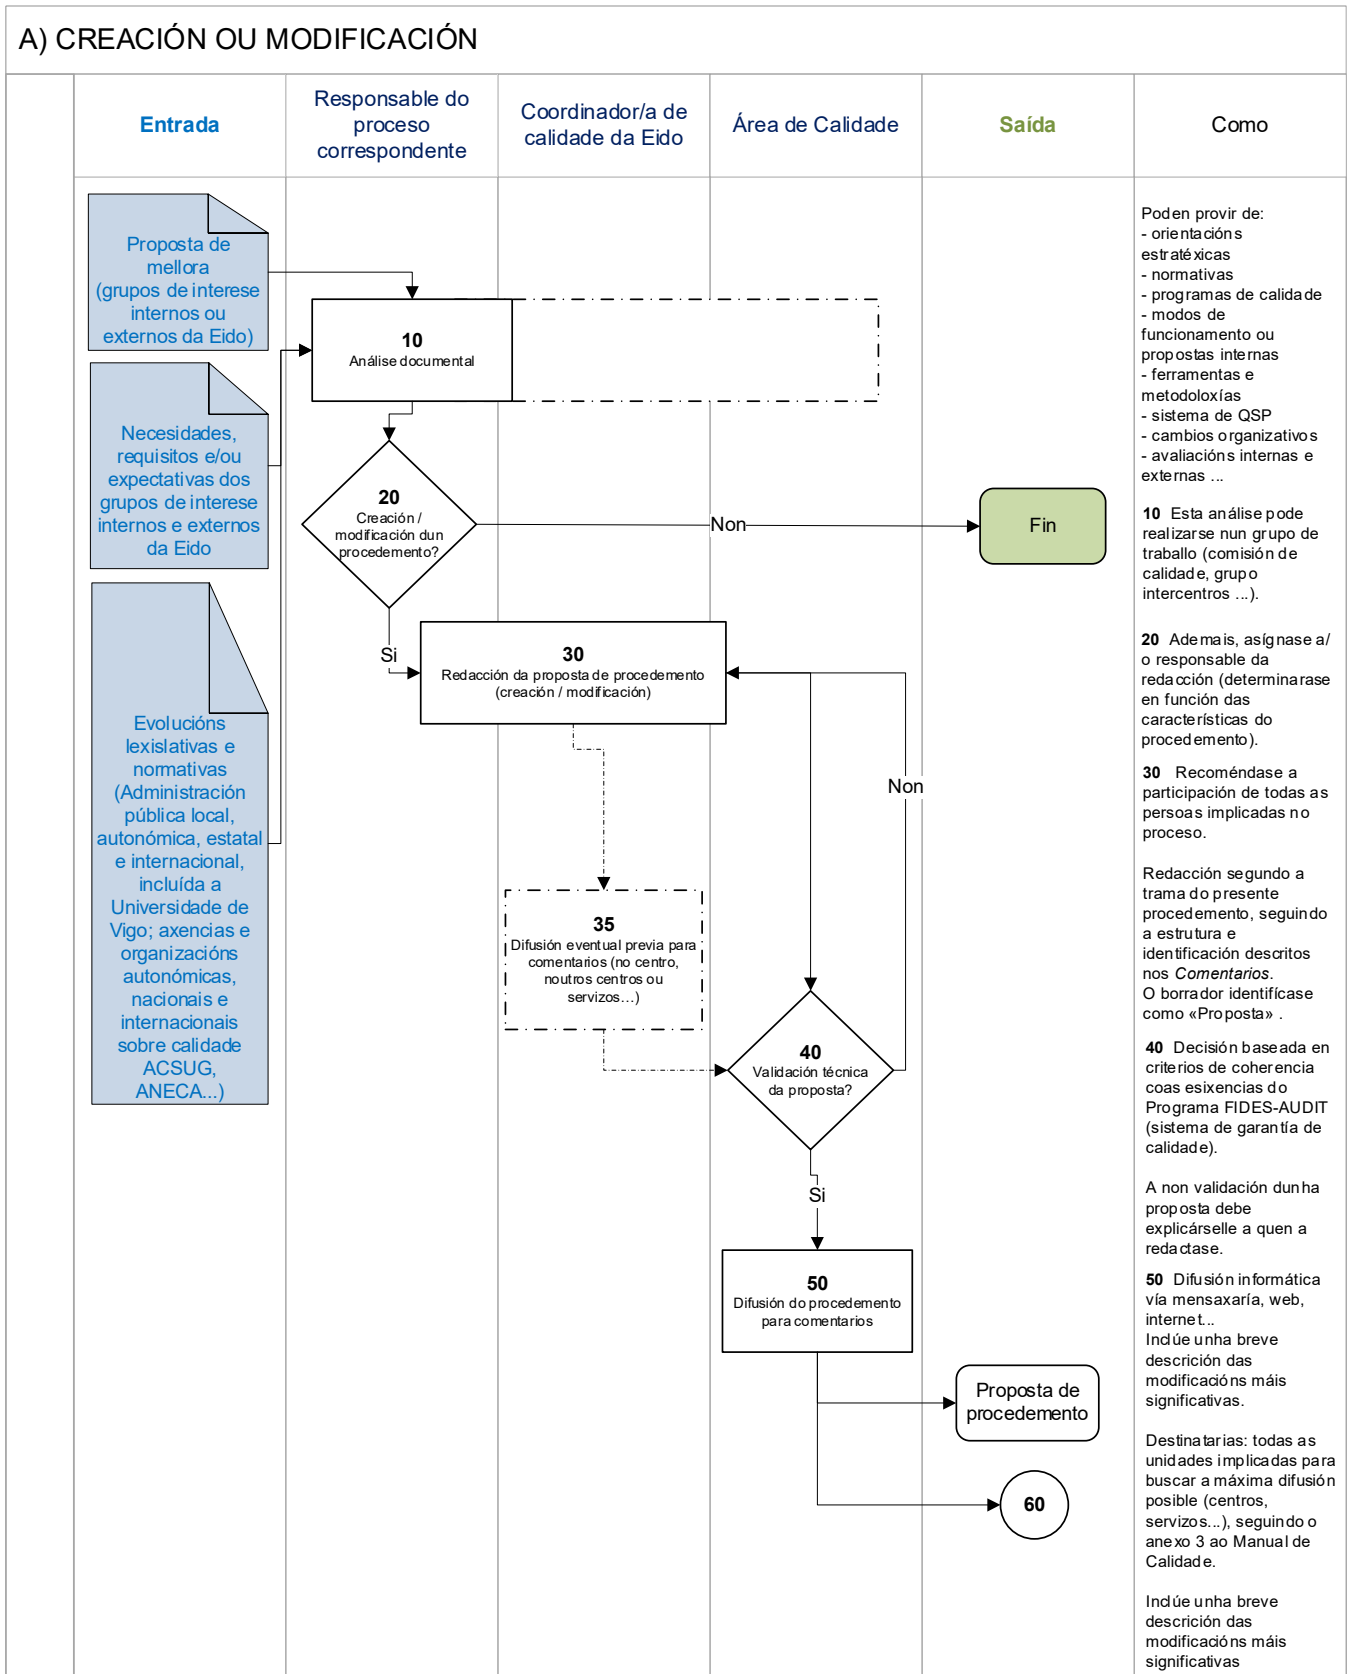 A) CREACIÓN OU MODIFICACIÓN
Entrada
Responsable do
proceso
correspondente
Coordinador/a de
calidade da Eido
Área de Calidade
Saída
Como
Proposta de
mellora
(grupos de interese
internos ou
externos da Eido)
Necesidades,
requisitos e/ou
expectativas dos
grupos de interese
internos e externos
da Eido
Evolucións
lexislativas e
normativas
(Administración
pública local,
autonómica, estatal
e internacional,
incluída a
Universidade de
Vigo; axencias e
organizacións
autonómicas,
nacionais e
internacionais
sobre calidade
ACSUG,
ANECA...)
10
Análise documental
20
Creación /
modificación dun
procedemento?
Non
Fin
Si
30
Redacción da proposta de procedemento
(creación / modificación)
Non
35
Difusión eventual previa para
comentarios (no centro,
noutros centros ou
servizos…)
40
Validación técnica
da proposta?
Si
50
Difusión do procedemento
para comentarios
Proposta de
procedemento
60
Poden provir de:
- orientacións
estratéxicas
- normativas
- programas de calidade
- modos de
funcionamento ou
propostas internas
- ferramentas e
metodoloxías
- sistema de QSP
- cambios organizativos
- avaliacións internas e
externas ...
10 Esta análise pode
realizarse nun grupo de
traballo (comisión de
calidade, grupo
intercentros ...).
20 Ademais, asígnase a/
o responsable da
redacción (determinarase
en función das
características do
procedemento).
30 Recoméndase a
participación de todas as
persoas implicadas no
proceso.
Redacción segundo a
trama do presente
procedemento, seguindo
a estrutura e
identificación descritos
nos Comentarios.
O borrador identifícase
como «Proposta» .
40 Decisión baseada en
criterios de coherencia
coas esixencias do
Programa FIDES-AUDIT
(sistema de garantía de
calidade).
A non validación dunha
proposta debe
explicárselle a quen a
redactase.
50 Difusión informática
vía mensaxaría, web,
internet...
Inclúe unha breve
descrición das
modificacións máis
significativas.
Destinatarias: todas as
unidades implicadas para
buscar a máxima difusión
posible (centros,
servizos...), seguindo o
anexo 3 ao Manual de
Calidade.
Inclúe unha breve
descrición das
modificacións máis
significativas